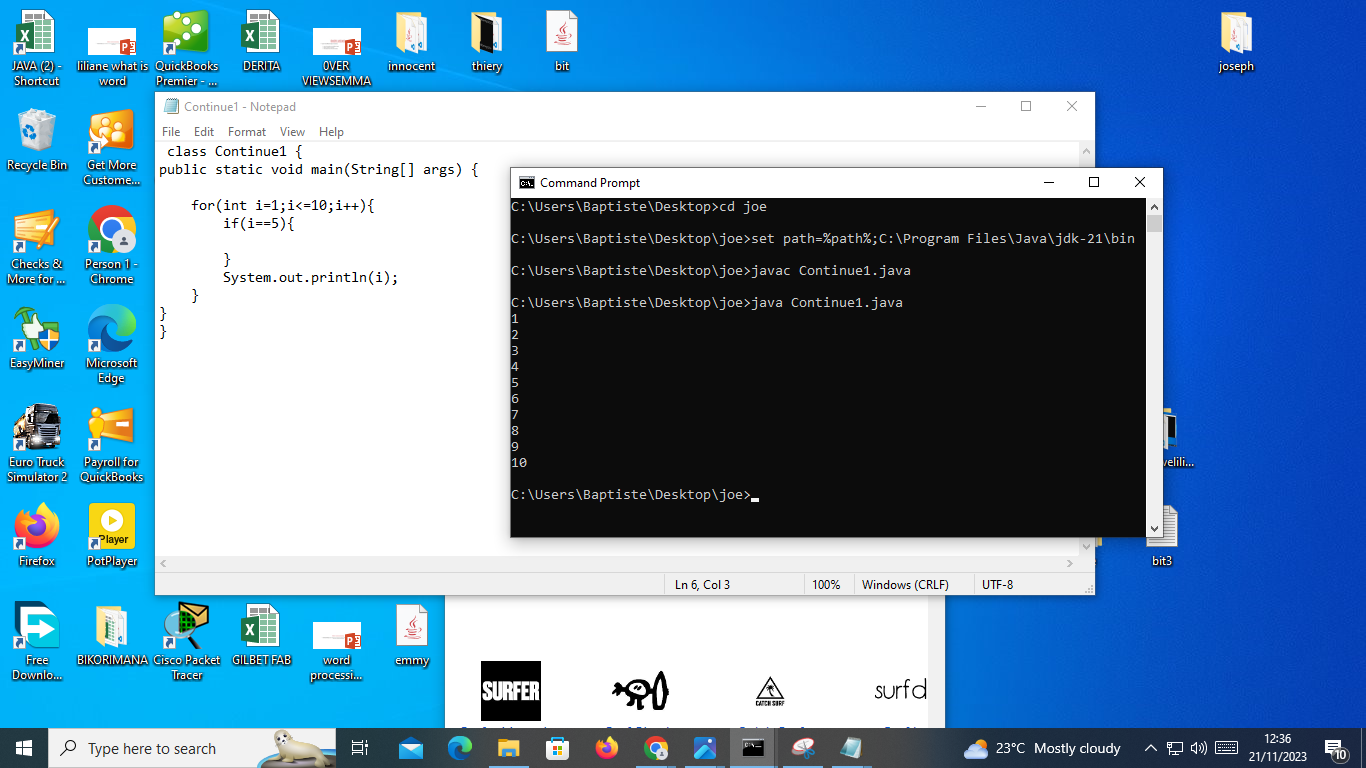 JAVA (2) -
Shortcut
liliane what is
word
QuickBooks
Premier - ...
DERITA
0VER
VIEWSEMMA
innocent
thiery
bit
joseph
Recycle Bin
Get More
Custome...
Checks &
More for ...
Person 1 -
Chrome
EasyMiner
Microsoft
Edge
Euro Truck
Simulator 2
Payroll for
QuickBooks
Firefox
Player
PotPlayer
Free
Downlo...
BIKORIMANA
Cisco Packet
Tracer
GILBET FAB
word
processi...
emmy
bit3
Continue1 - Notepad
File Edit Format View Help
class Continue1 {
public static void main(String[] args) {
for(int i=1;i<=10;i++){
if(i==5){
}
System.out.println(i);
}
}
}
Ln 6, Col 3 100% Windows (CRLF) UTF-8
Command Prompt
C:\Users\Baptiste\Desktop>cd joe
C:\Users\Baptiste\Desktop\joe>set path=%path%;C:\Program Files\Java\jdk-21\bin
C:\Users\Baptiste\Desktop\joe>javac Continue1.java
C:\Users\Baptiste\Desktop\joe>java Continue1.java
1
2
3
4
5
6
7
8
9
10
C:\Users\Baptiste\Desktop\joe>
SURFER
CATCH SURF
surf d
Type here to search
23°C Mostly cloudy
12:36
21/11/2023
10